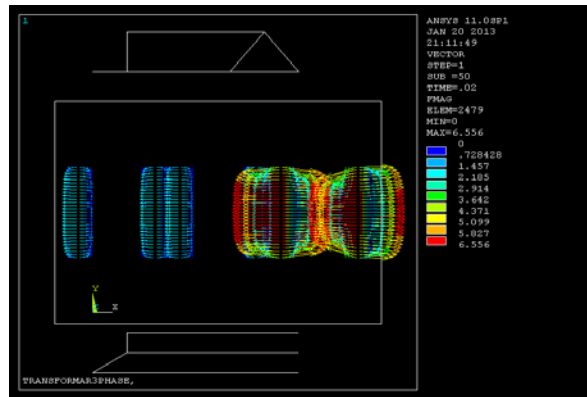 1
ANSYS 11.0SP1
JAN 20 2013
21:11:49
VECTOR
STEP=1
SUB =50
TIME=.02
FMAG
ELEM=2479
MIN=0
MAX=6.556
0
.728428
1.457
2.185
2.914
3.642
4.371
5.099
5.827
6.556
Y
X
TRANSFORMAR3PHASE,